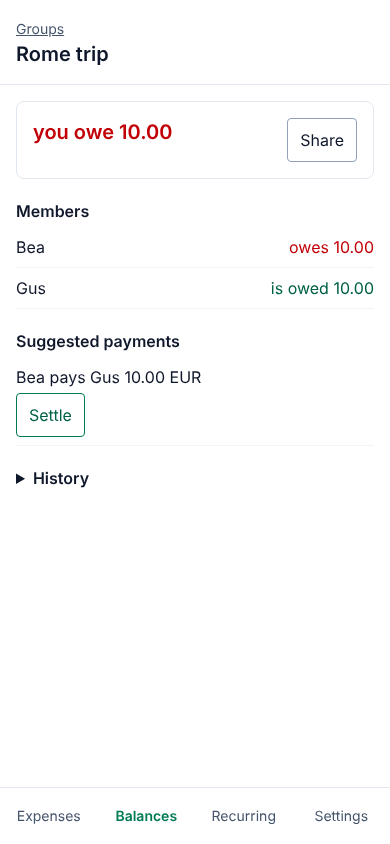 Groups
Rome trip
you owe 10.00
Share
Members
Bea
owes 10.00
Gus
is owed 10.00
Suggested payments
Bea pays Gus 10.00 EUR
Settle
History
Expenses
Balances
Recurring
Settings